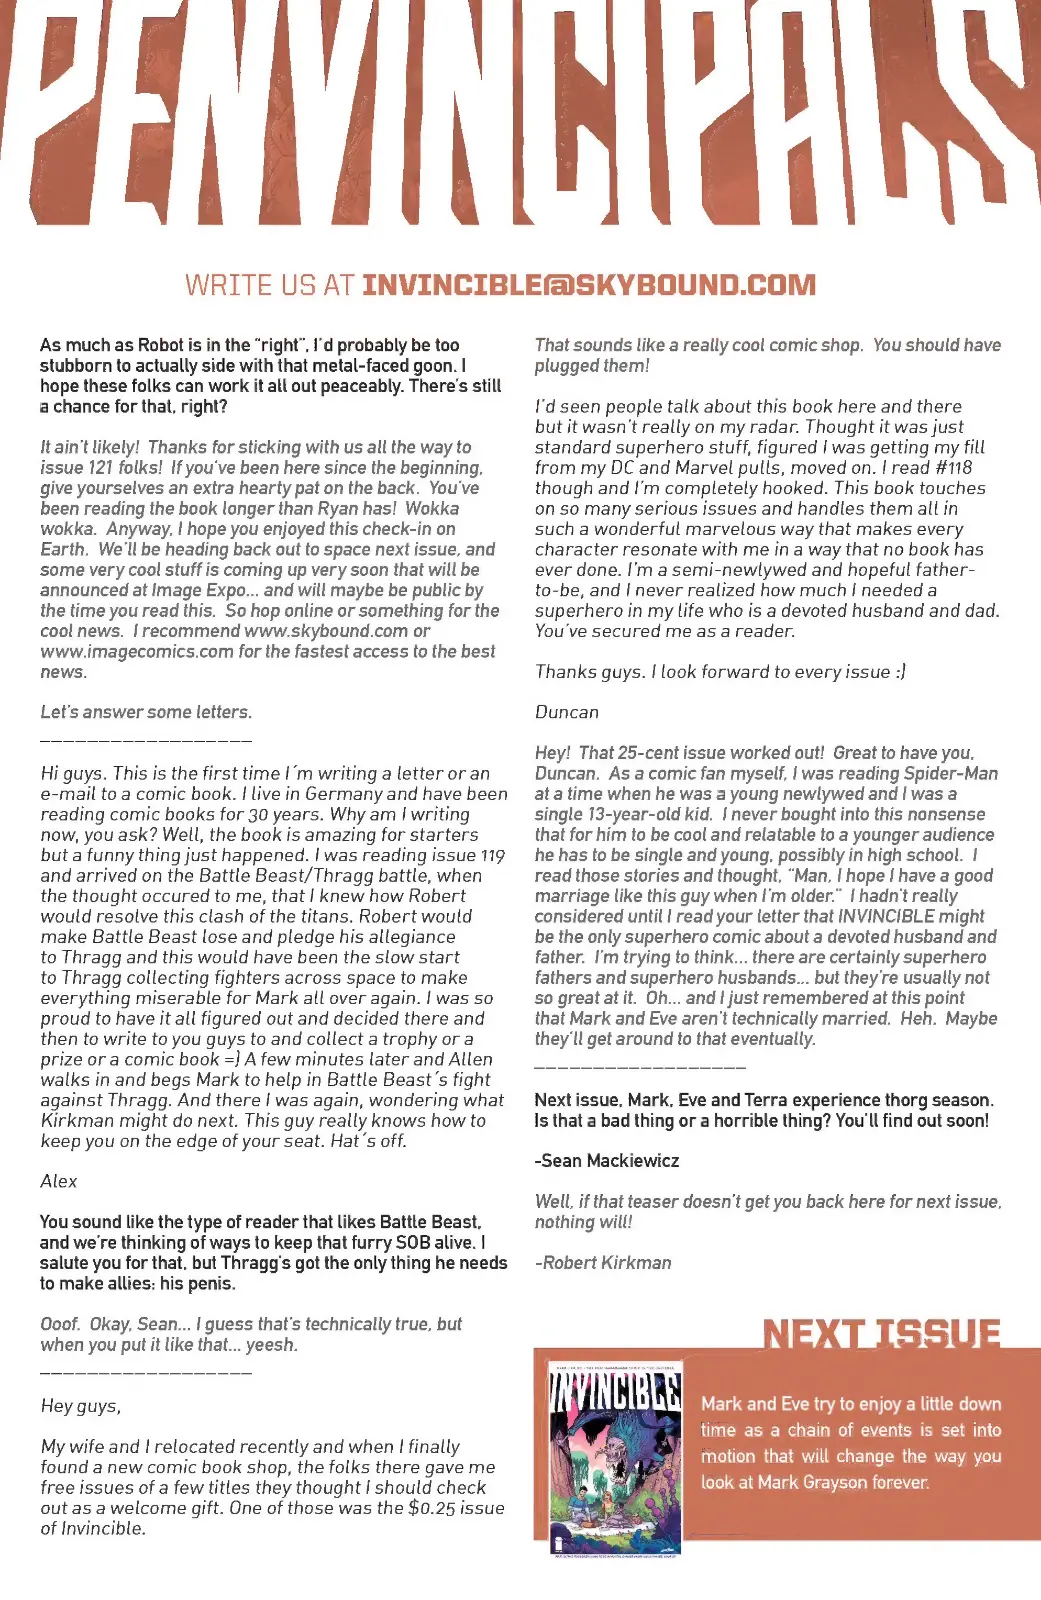 PENVINCIPALS
WRITE US AT INVINCIBLE@SKYBOUND.COM
As much as Robot is in the "right", I'd probably be too
stubborn to actually side with that metal-faced goon. I
hope these folks can work it all out peaceably. There's still
a chance for that, right?
It ain't likely! Thanks for sticking with us all the way to
issue 121 folks! If you've been here since the beginning,
give yourselves an extra hearty pat on the back. You've
been reading the book longer than Ryan has! Wokka
wokka. Anyway, I hope you enjoyed this check-in on
Earth. We'll be heading back out to space next issue, and
some very cool stuff is coming up very soon that will be
announced at Image Expo... and will maybe be public by
the time you read this. So hop online or something for the
cool news. I recommend www.skybound.com or
www.imagecomics.com for the fastest access to the best
news.
Let's answer some letters.
__________________
Hi guys. This is the first time I´m writing a letter or an
e-mail to a comic book. I live in Germany and have been
reading comic books for 30 years. Why am I writing
now, you ask? Well, the book is amazing for starters
but a funny thing just happened. I was reading issue 119
and arrived on the Battle Beast/Thragg battle, when
the thought occured to me, that I knew how Robert
would resolve this clash of the titans. Robert would
make Battle Beast lose and pledge his allegiance
to Thragg and this would have been the slow start
to Thragg collecting fighters across space to make
everything miserable for Mark all over again. I was so
proud to have it all figured out and decided there and
then to write to you guys to and collect a trophy or a
prize or a comic book =) A few minutes later and Allen
walks in and begs Mark to help in Battle Beast´s fight
against Thragg. And there I was again, wondering what
Kirkman might do next. This guy really knows how to
keep you on the edge of your seat. Hat´s off.
Alex
You sound like the type of reader that likes Battle Beast,
and we're thinking of ways to keep that furry SOB alive. I
salute you for that, but Thragg's got the only thing he needs
to make allies: his penis.
Ooof. Okay, Sean... I guess that's technically true, but
when you put it like that... yeesh.
__________________
Hey guys,
My wife and I relocated recently and when I finally
found a new comic book shop, the folks there gave me
free issues of a few titles they thought I should check
out as a welcome gift. One of those was the $0.25 issue
of Invincible.
That sounds like a really cool comic shop. You should have
plugged them!
I'd seen people talk about this book here and there
but it wasn't really on my radar. Thought it was just
standard superhero stuff, figured I was getting my fill
from my DC and Marvel pulls, moved on. I read #118
though and I'm completely hooked. This book touches
on so many serious issues and handles them all in
such a wonderful marvelous way that makes every
character resonate with me in a way that no book has
ever done. I'm a semi-newlywed and hopeful father-
to-be, and I never realized how much I needed a
superhero in my life who is a devoted husband and dad.
You've secured me as a reader.
Thanks guys. I look forward to every issue :)
Duncan
Hey! That 25-cent issue worked out! Great to have you,
Duncan. As a comic fan myself, I was reading Spider-Man
at a time when he was a young newlywed and I was a
single 13-year-old kid. I never bought into this nonsense
that for him to be cool and relatable to a younger audience
he has to be single and young, possibly in high school. I
read those stories and thought, "Man, I hope I have a good
marriage like this guy when I'm older." I hadn't really
considered until I read your letter that INVINCIBLE might
be the only superhero comic about a devoted husband and
father. I'm trying to think... there are certainly superhero
fathers and superhero husbands... but they're usually not
so great at it. Oh... and I just remembered at this point
that Mark and Eve aren't technically married. Heh. Maybe
they'll get around to that eventually.
__________________
Next issue, Mark, Eve and Terra experience thorg season.
Is that a bad thing or a horrible thing? You'll find out soon!
-Sean Mackiewicz
Well, if that teaser doesn't get you back here for next issue,
nothing will!
-Robert Kirkman
NEXT ISSUE
INVINCIBLE
Mark and Eve try to enjoy a little down
time as a chain of events is set into
motion that will change the way you
look at Mark Grayson forever.